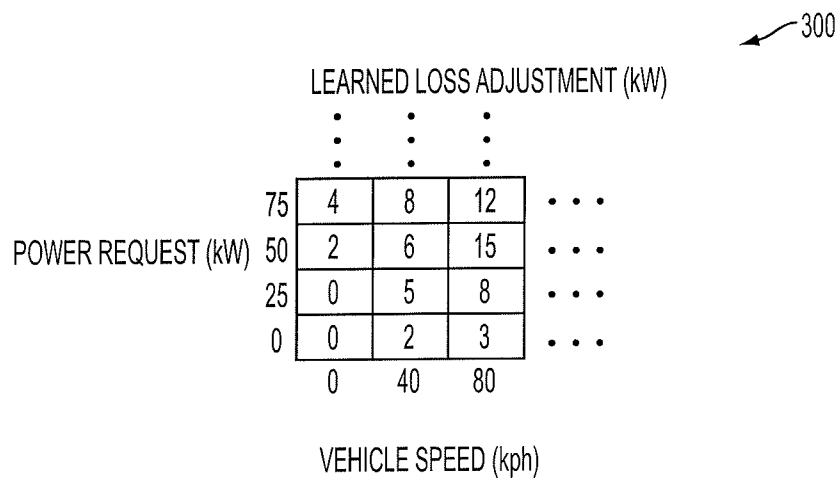 300
LEARNED LOSS ADJUSTMENT (kW)
75 4 8 12
POWER REQUEST (kW) 50 2 6 15
25 0 5 8
0 0 2 3
0 40 80
VEHICLE SPEED (kph)